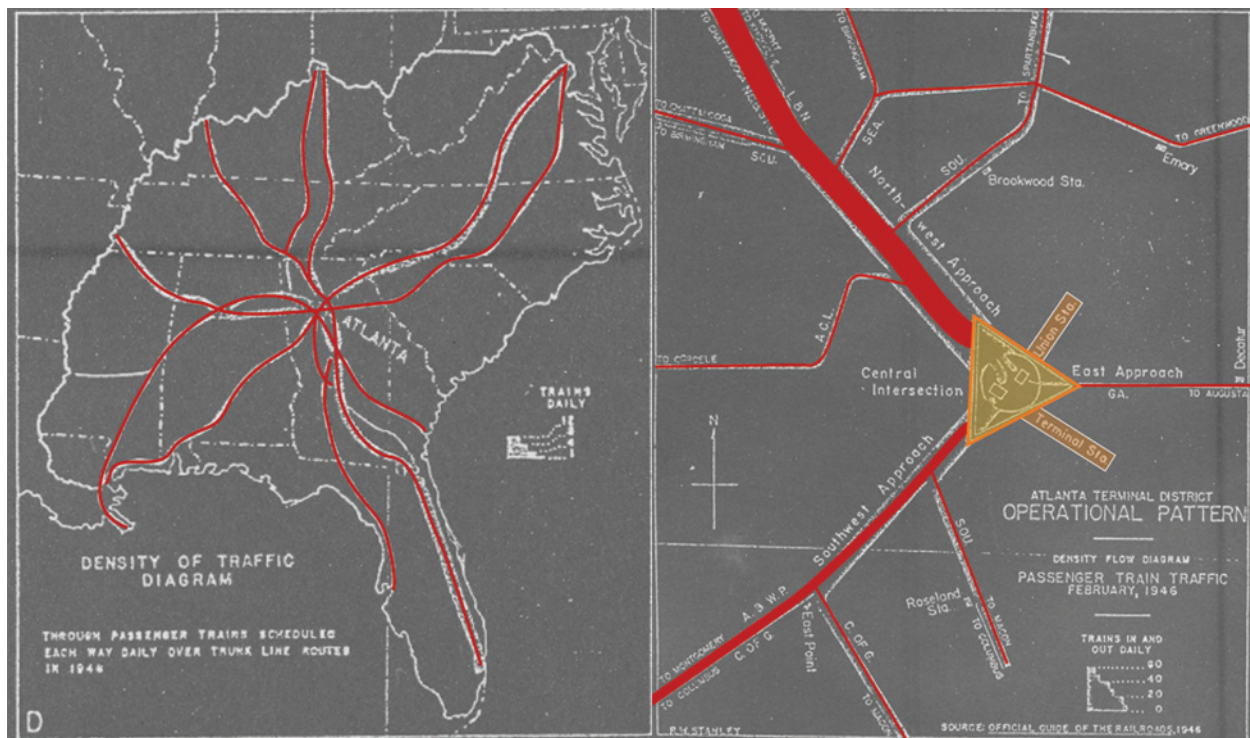 ATLANTA
TRAINS
DAILY
DENSITY OF TRAFFIC
DIAGRAM
THROUGH PASSENGER TRAINS SCHEDULED
EACH WAY DAILY OVER TRUNK LINE ROUTES
IN 1946
D
TO CHATTANOOGA
L&N
TO BIRMINGHAM
SEA.
TO SPARTANBURG
TO GREENWOOD
Emory
TO BIRMINGHAM
SOU.
SOU.
Brookwood Sta.
North-
west Approach
A.C.L.
TO CORDELE
Union Sta.
Central
Intersection
East Approach
GA.
TO AUGUSTA
Decatur
Terminal Sta.
N
Southwest Approach
ATLANTA TERMINAL DISTRICT
OPERATIONAL PATTERN
DENSITY FLOW DIAGRAM
PASSENGER TRAIN TRAFFIC
FEBRUARY, 1946
SOU.
Roseland
Sta.
TO MACON
TO COLUMBUS
TO MONTGOMERY
TO COLUMBUS
C. OF G.
East Point
C. OF G.
TO MACON
TRAINS IN AND
OUT DAILY
60
40
20
0
P.M. STANLEY
SOURCE: OFFICIAL GUIDE OF THE RAILROADS, 1946